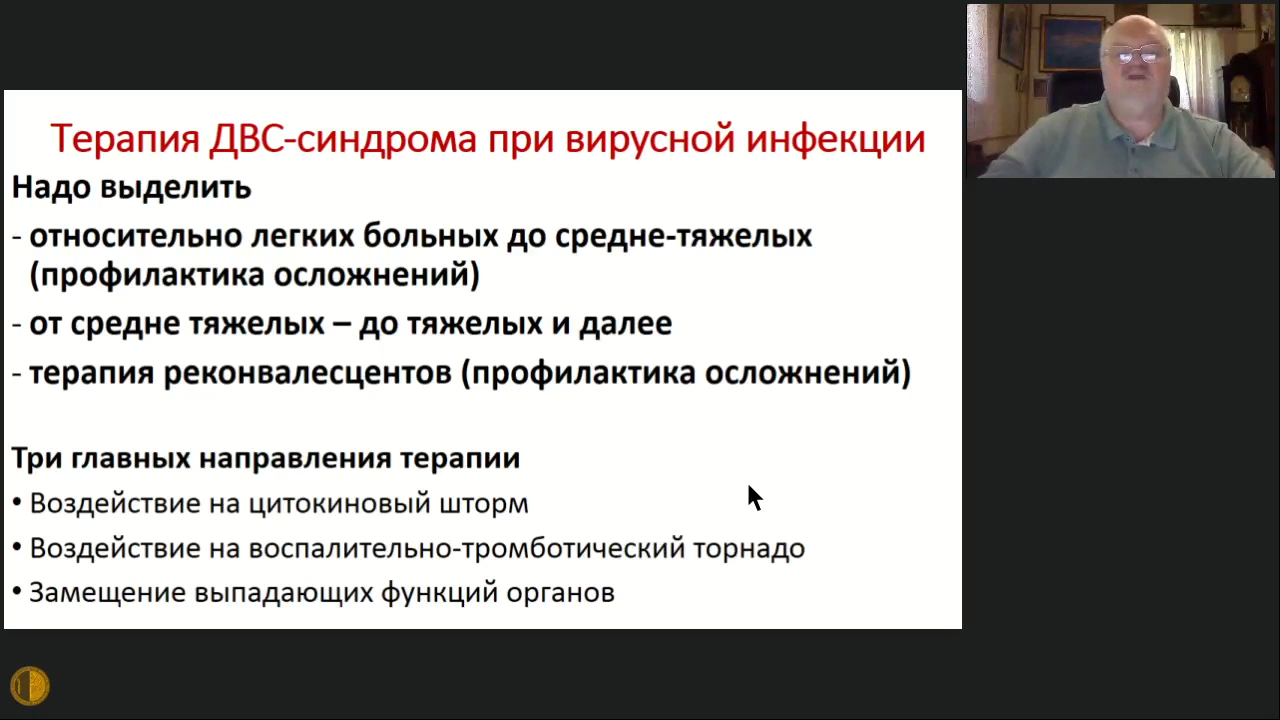 Терапия ДВС-синдрома при вирусной инфекции
Надо выделить
- относительно легких больных до средне-тяжелых
(профилактика осложнений)
- от средне тяжелых – до тяжелых и далее
- терапия реконвалесцентов (профилактика осложнений)
Три главных направления терапии
• Воздействие на цитокиновый шторм
• Воздействие на воспалительно-тромботический торнадо
• Замещение выпадающих функций органов